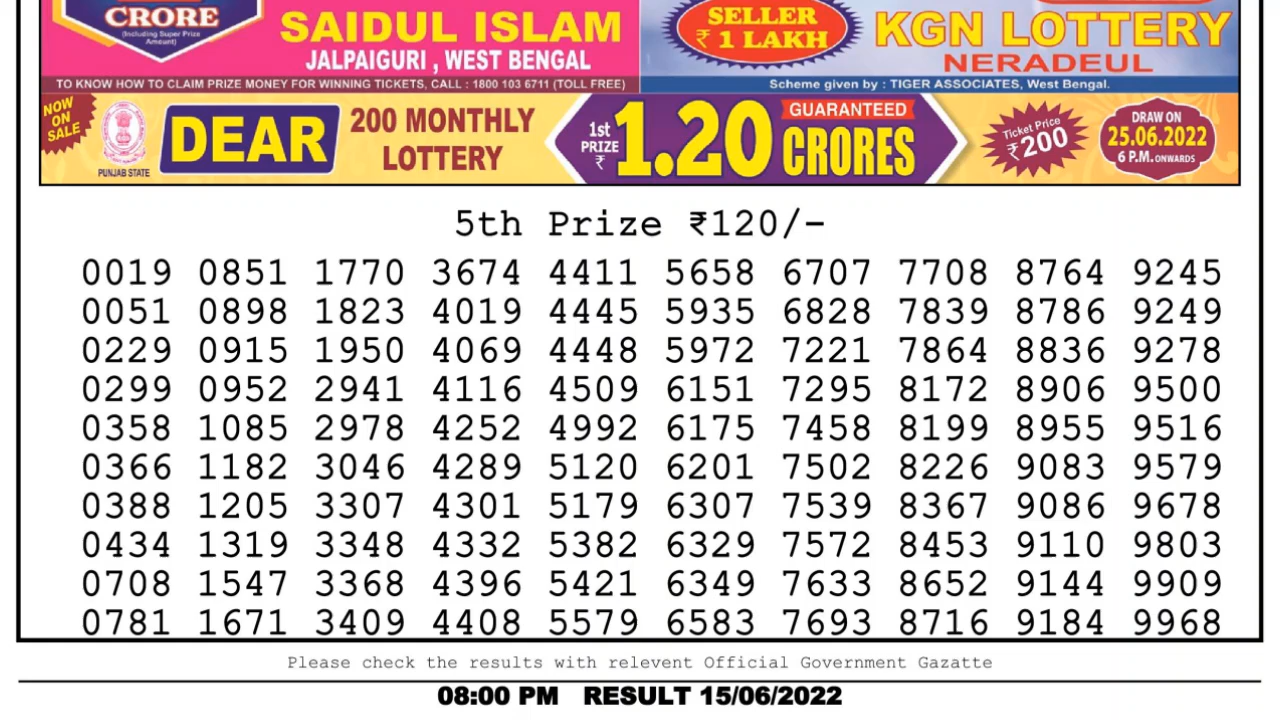 CRORE
(Including Super Prize
Amount)
SAIDUL ISLAM
JALPAIGURI , WEST BENGAL
SELLER
₹ 1 LAKH
KGN LOTTERY
NERADEUL
TO KNOW HOW TO CLAIM PRIZE MONEY FOR WINNING TICKETS, CALL : 1800 103 6711 (TOLL FREE)
Scheme given by : TIGER ASSOCIATES, West Bengal.
NOW
ON
SALE
PUNJAB STATE
DEAR
200 MONTHLY
LOTTERY
1st
PRIZE
₹
1.20
GUARANTEED
CRORES
Ticket Price
₹200
DRAW ON
25.06.2022
6 P.M. ONWARDS
5th Prize ₹120/-
0019 0851 1770 3674 4411 5658 6707 7708 8764 9245
0051 0898 1823 4019 4445 5935 6828 7839 8786 9249
0229 0915 1950 4069 4448 5972 7221 7864 8836 9278
0299 0952 2941 4116 4509 6151 7295 8172 8906 9500
0358 1085 2978 4252 4992 6175 7458 8199 8955 9516
0366 1182 3046 4289 5120 6201 7502 8226 9083 9579
0388 1205 3307 4301 5179 6307 7539 8367 9086 9678
0434 1319 3348 4332 5382 6329 7572 8453 9110 9803
0708 1547 3368 4396 5421 6349 7633 8652 9144 9909
0781 1671 3409 4408 5579 6583 7693 8716 9184 9968
Please check the results with relevent Official Government Gazatte
08:00 PM RESULT 15/06/2022